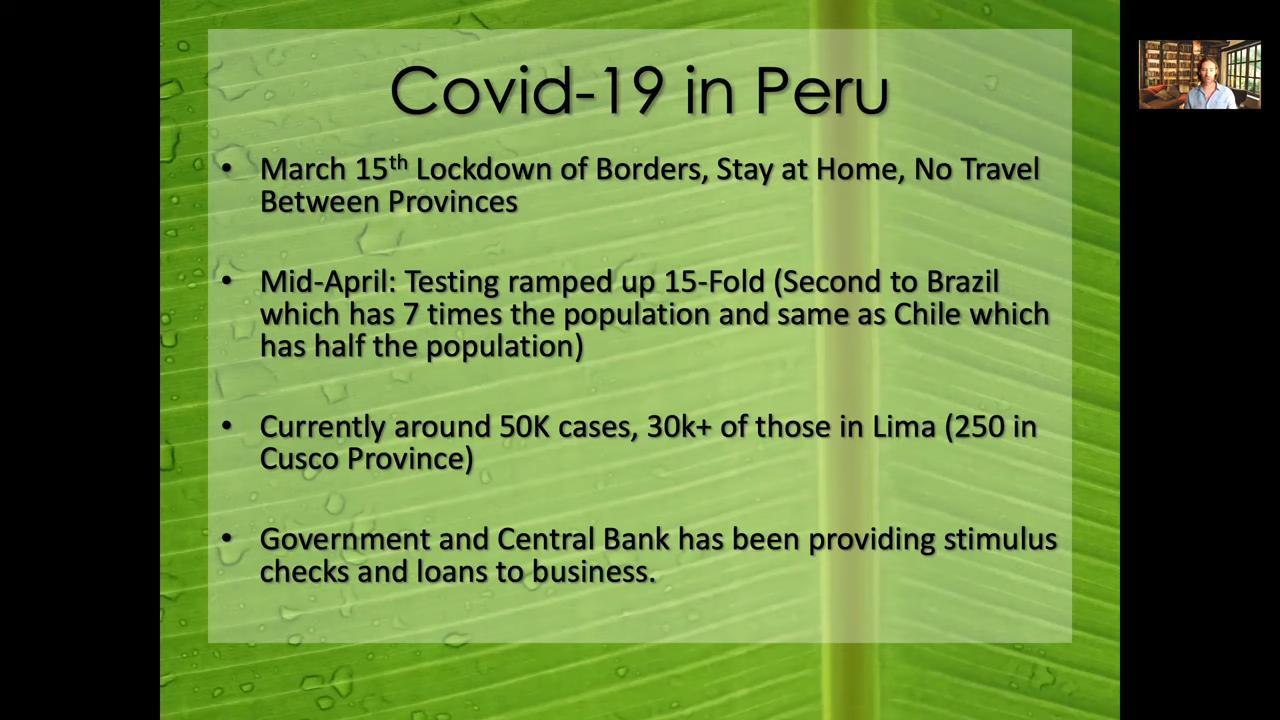 Covid-19 in Peru
• March 15th Lockdown of Borders, Stay at Home, No Travel
Between Provinces
• Mid-April: Testing ramped up 15-Fold (Second to Brazil
which has 7 times the population and same as Chile which
has half the population)
• Currently around 50K cases, 30k+ of those in Lima (250 in
Cusco Province)
• Government and Central Bank has been providing stimulus
checks and loans to business.